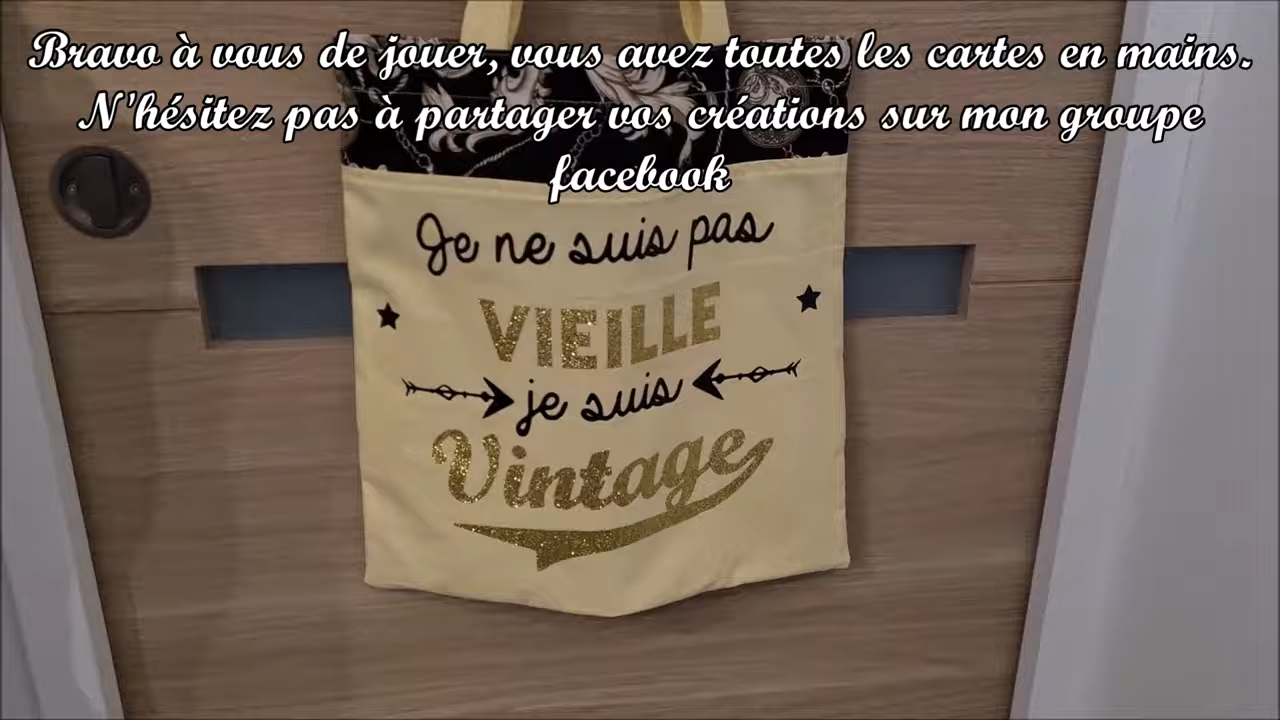 Bravo à vous de jouer, vous avez toutes les cartes en mains.
N'hésitez pas à partager vos créations sur mon groupe
facebook
Je ne suis pas
VIEILLE
je suis
Vintage